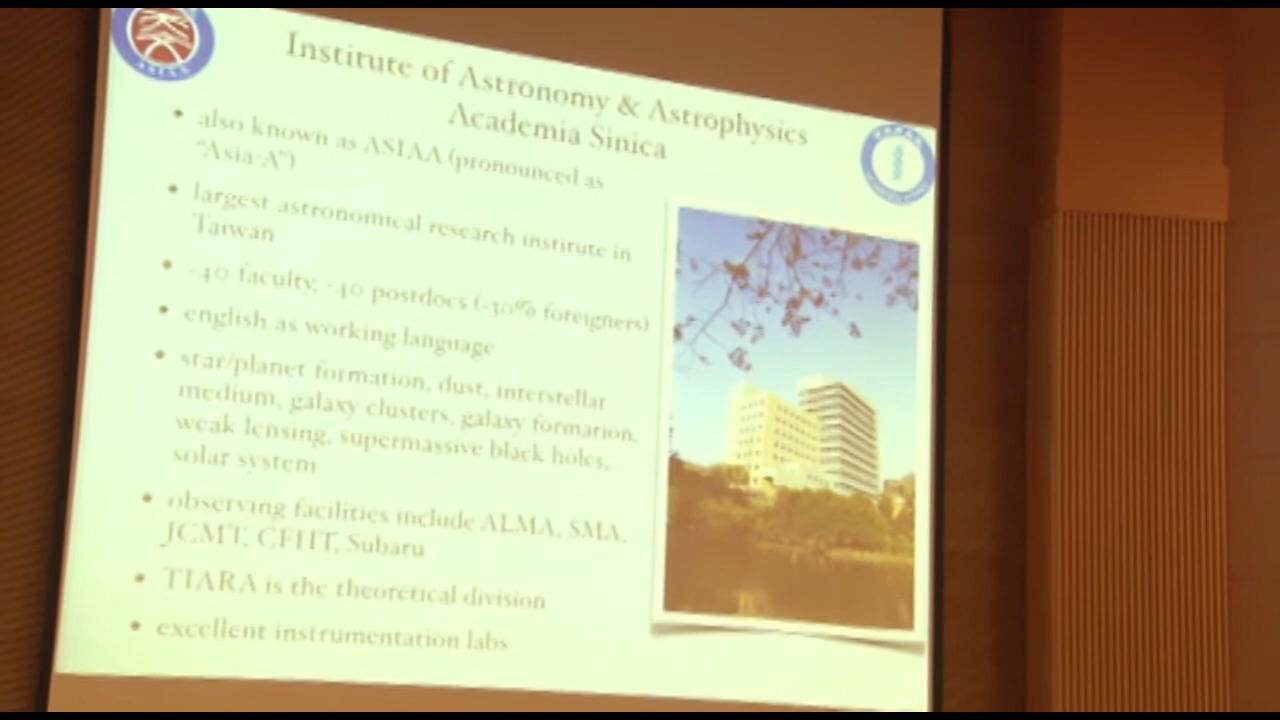 Institute of Astronomy & Astrophysics
Academia Sinica
• also known as ASIAA (pronounced as
"Asia-A")
• largest astronomical research institute in
Taiwan
• ~40 faculty, ~40 postdocs (~30% foreigners)
• english as working language
• star/planet formation, dust, interstellar
medium, galaxy clusters, galaxy formation,
weak lensing, supermassive black holes,
solar system
• observing facilities include ALMA, SMA,
JCMT, CFHT, Subaru
• TIARA is the theoretical division
• excellent instrumentation labs
ASIAA